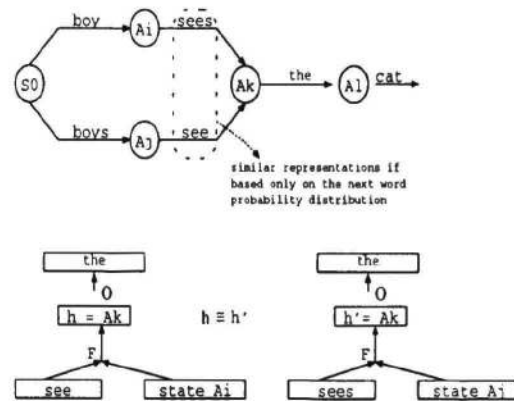 boy
Ai
sees
S0
Ak
the
Al
cat
boys
Aj
see
similar representations if
based only on the next word
probability distribution
the
the
O
O
h = Ak
h ≡ h'
h'= Ak
F
F
see
state Ai
sees
state Aj